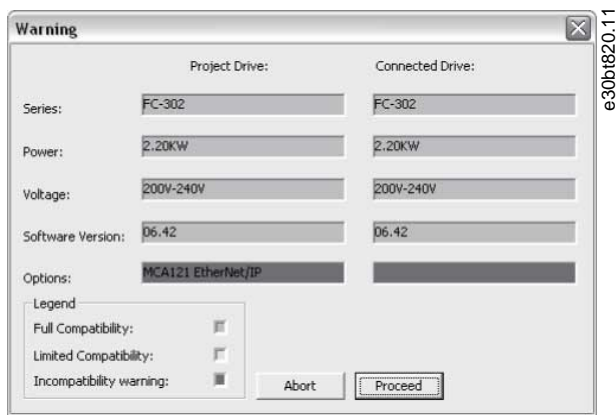 Warning
Project Drive: Connected Drive:
Series: FC-302 FC-302
Power: 2.20KW 2.20KW
Voltage: 200V-240V 200V-240V
Software Version: 06.42 06.42
Options: MCA121 EtherNet/IP
Legend
Full Compatibility:
Limited Compatibility:
Incompatibility warning:
Abort Proceed
e30bt820.11